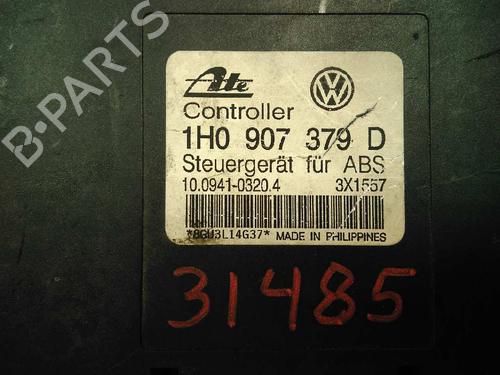 B-PARTS
Ate
Controller
1H0 907 379 D
Steuergerät für ABS
10.0941-0320.4 3X1557
*8GU3L14G37* MADE IN PHILIPPINES
31485